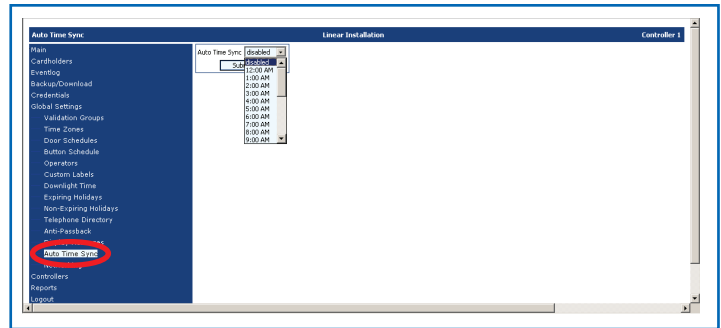 Auto Time Sync Linear Installation Controller 1
Main
Cardholders
Eventlog
Backup/Download
Credentials
Global Settings
Validation Groups
Time Zones
Door Schedules
Button Schedule
Operators
Custom Labels
Downlight Time
Expiring Holidays
Non-Expiring Holidays
Telephone Directory
Anti-Passback
Auto Time Sync
Controllers
Reports
Logout
Auto Time Sync disabled
disabled
12:00 AM
1:00 AM
2:00 AM
3:00 AM
4:00 AM
5:00 AM
6:00 AM
7:00 AM
8:00 AM
9:00 AM